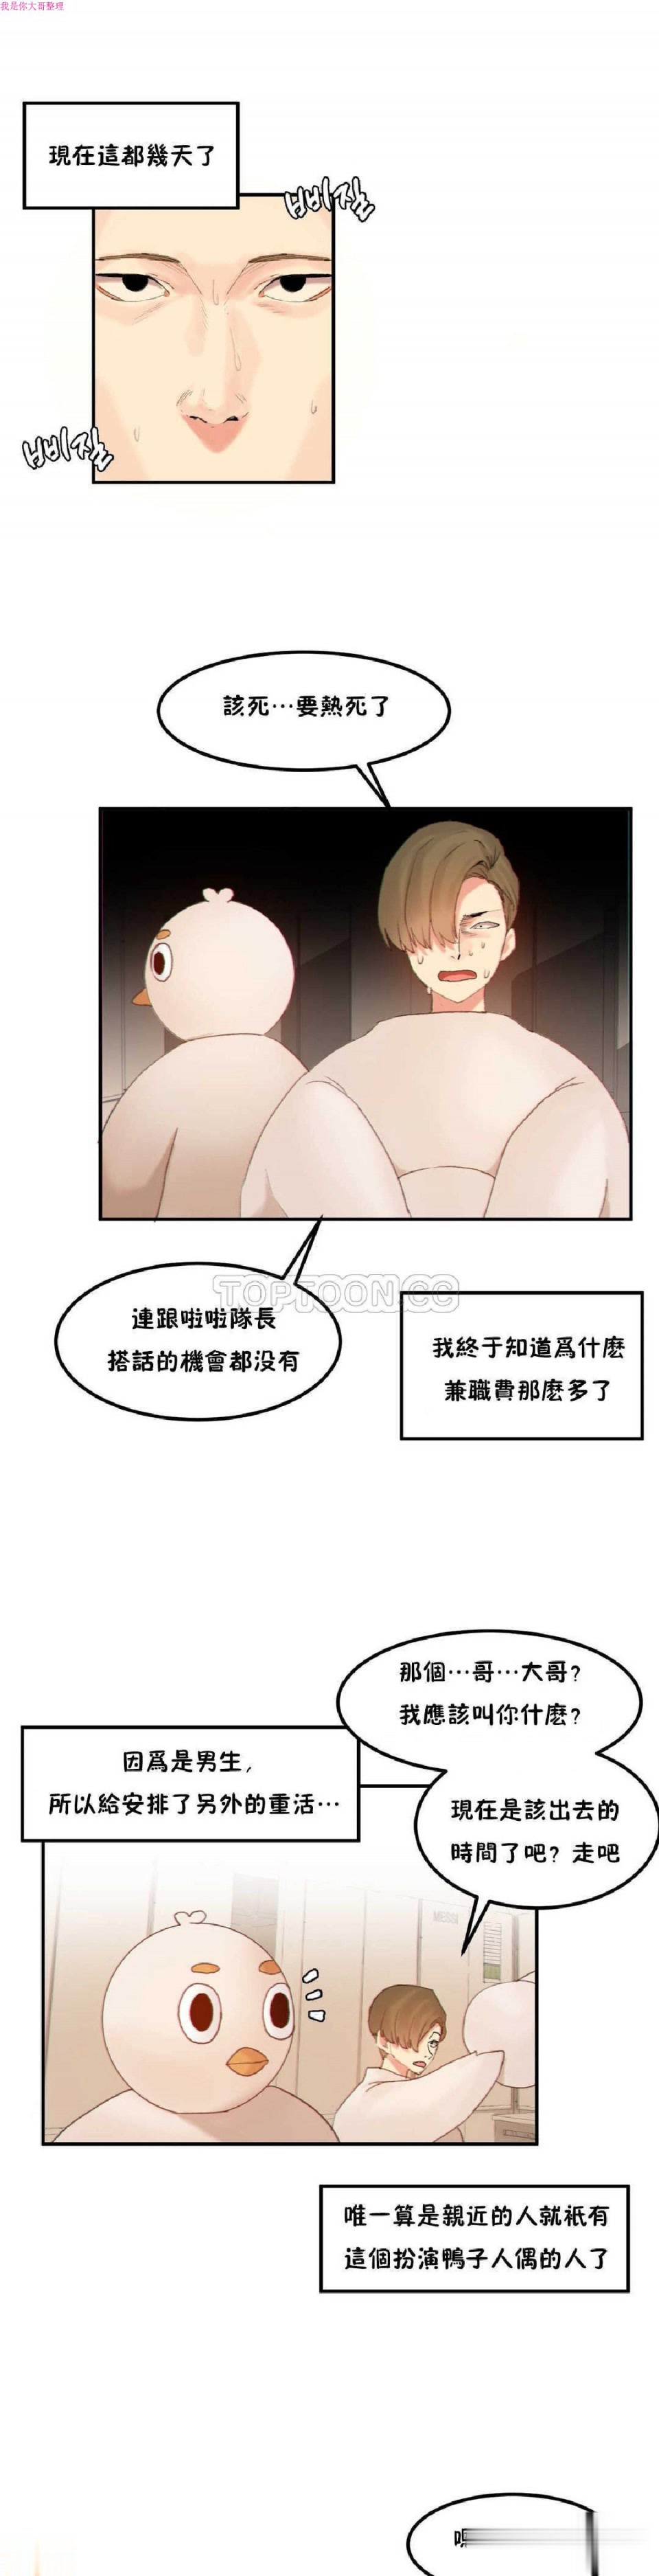 我是你大哥整理
現在這都幾天了
삐질
삐질
該死…要熱死了
TOPTOON.CC
連跟啦啦隊長
搭話的機會都没有
我終于知道爲什麽
兼職費那麽多了
那個…哥…大哥?
我應該叫你什麽?
因爲是男生,
所以給安排了另外的重活…
現在是該出去的
時間了吧? 走吧
MESSI
唯一算是親近的人就衹有
這個扮演鴨子人偶的人了